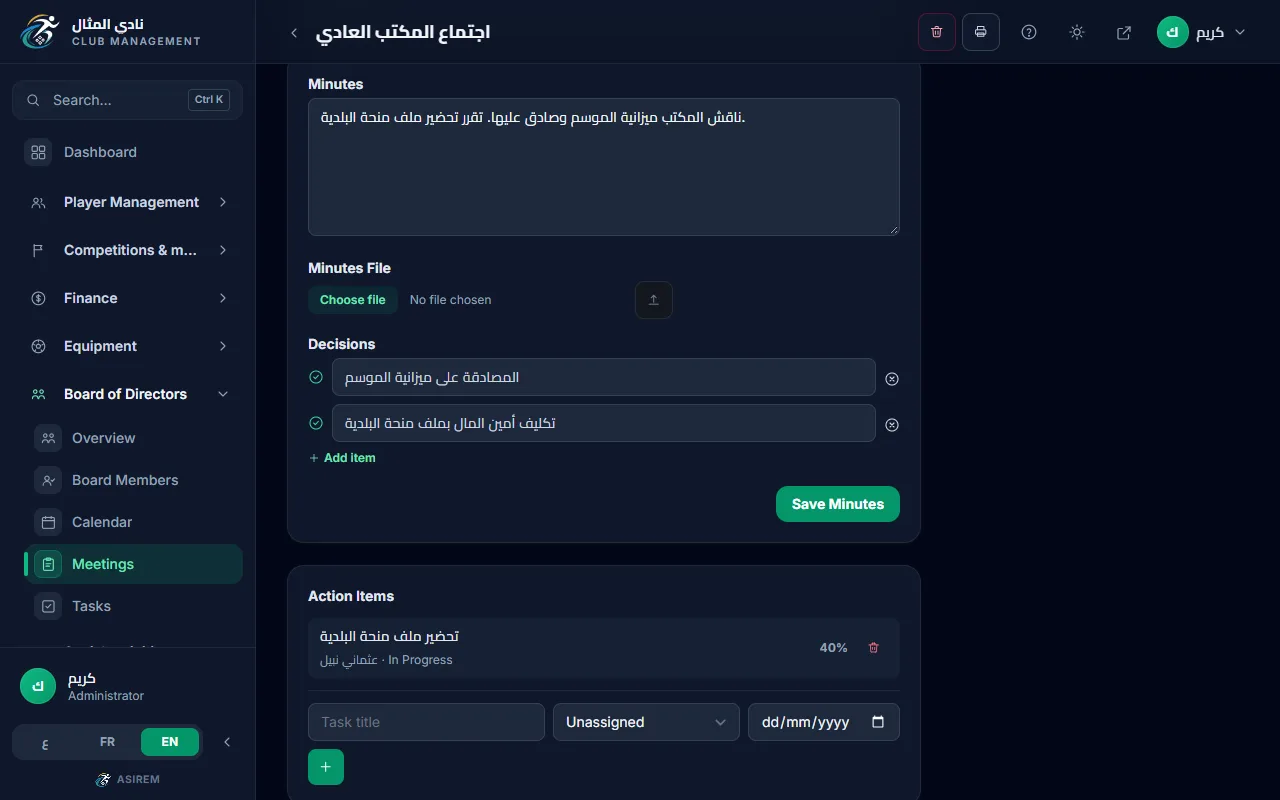 نادي المثال
CLUB MANAGEMENT
Search...
Ctrl K
Dashboard
Player Management
Competitions & m...
Finance
Equipment
Board of Directors
Overview
Board Members
Calendar
Meetings
Tasks
كريم
Administrator
ع
FR
EN
ASIREM
اجتماع المكتب العادي
ك
كريم
Minutes
ناقش المكتب ميزانية الموسم وصادق عليها. تقرر تحضير ملف منحة البلدية.
Minutes File
Choose file
No file chosen
Decisions
المصادقة على ميزانية الموسم
تكليف أمين المال بملف منحة البلدية
+ Add item
Save Minutes
Action Items
تحضير ملف منحة البلدية
عثماني نبيل · In Progress
40%
Task title
Unassigned
dd/mm/yyyy
+